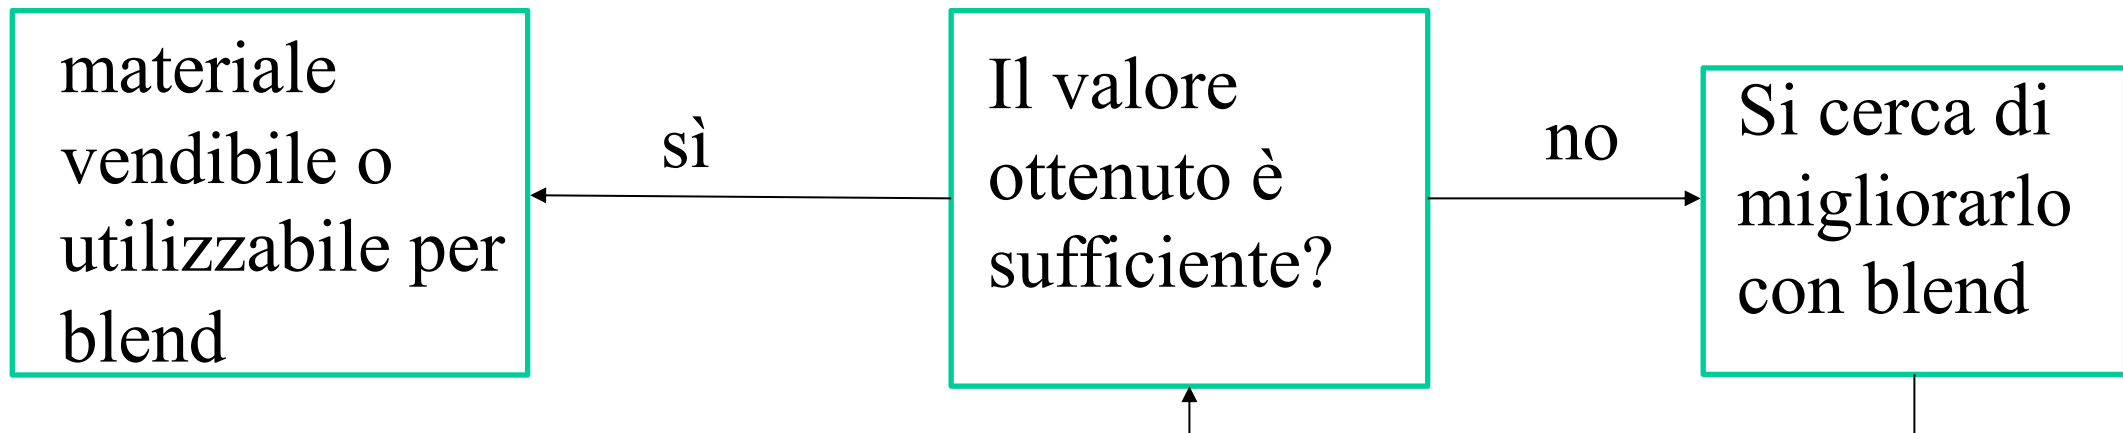 materiale
vendibile o
utilizzabile per
blend
sì
Il valore
ottenuto è
sufficiente?
no
Si cerca di
migliorarlo
con blend